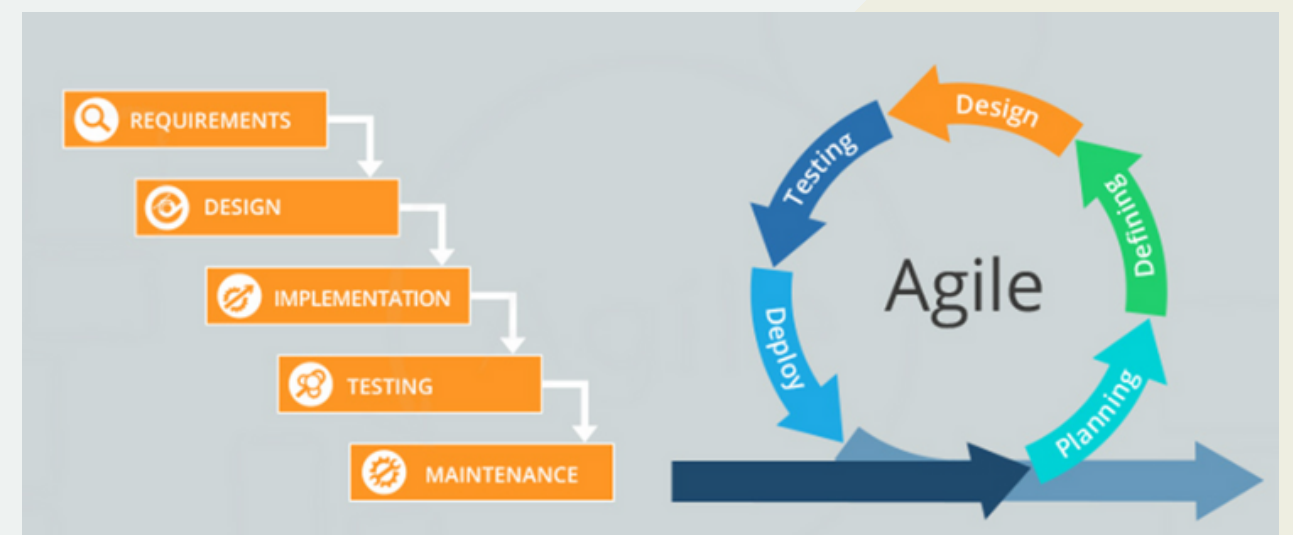 REQUIREMENTS
DESIGN
IMPLEMENTATION
TESTING
MAINTENANCE
Agile
Planning
Defining
Design
Testing
Deploy